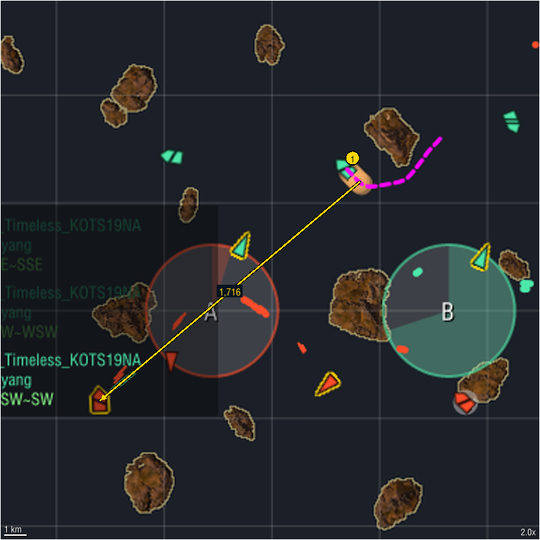 1
_Timeless_KOTS19NA
yang
E~SSE
_Timeless_KOTS19NA
yang
W~WSW
_Timeless_KOTS19NA
yang
SW~SW
1,716
A
B
1 km
2.0x